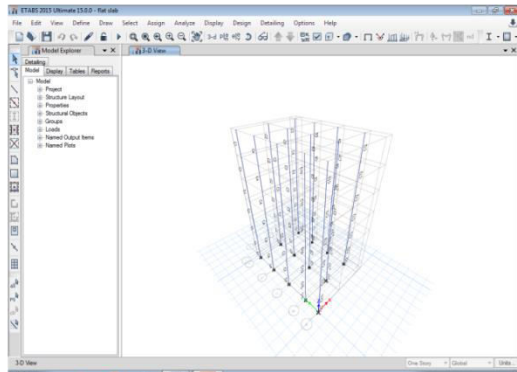 ETABS 2015 Ultimate 15.0.0 - flat slab
File Edit View Define Draw Select Assign Analyze Display Design Detailing Options Help
Model Explorer
3-D View
Detailing
Model Display Tables Reports
Model
Project
Structure Layout
Properties
Structural Objects
Groups
Loads
Named Output Items
Named Plots
3-D View
One Story Global Units...